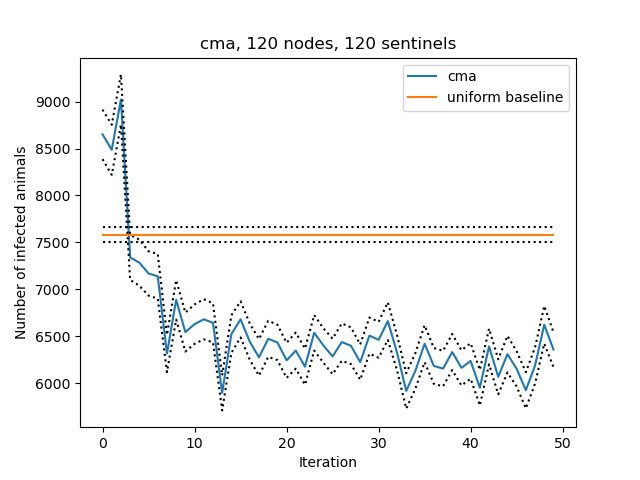 cma, 120 nodes, 120 sentinels
cma
uniform baseline
9000
8500
8000
7500
7000
6500
6000
Number of infected animals
0 10 20 30 40 50
Iteration